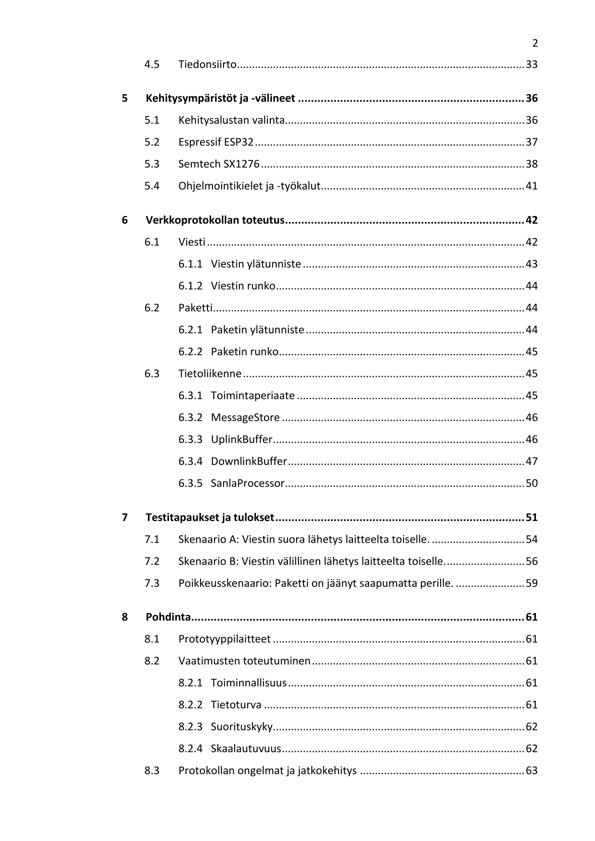 2
4.5 Tiedonsiirto 33
5 Kehitysympäristöt ja -välineet 36
5.1 Kehitysalustan valinta 36
5.2 Espressif ESP32 37
5.3 Semtech SX1276 38
5.4 Ohjelmointikielet ja -työkalut 41
6 Verkkoprotokollan toteutus 42
6.1 Viesti 42
6.1.1 Viestin ylätunniste 43
6.1.2 Viestin runko 44
6.2 Paketti 44
6.2.1 Paketin ylätunniste 44
6.2.2 Paketin runko 45
6.3 Tietoliikenne 45
6.3.1 Toimintaperiaate 45
6.3.2 MessageStore 46
6.3.3 UplinkBuffer 46
6.3.4 DownlinkBuffer 47
6.3.5 SanlaProcessor 50
7 Testitapaukset ja tulokset 51
7.1 Skenaario A: Viestin suora lähetys laitteelta toiselle. 54
7.2 Skenaario B: Viestin välillinen lähetys laitteelta toiselle. 56
7.3 Poikkeusskenaario: Paketti on jäänyt saapumatta perille. 59
8 Pohdinta 61
8.1 Prototyyppilaitteet 61
8.2 Vaatimusten toteutuminen 61
8.2.1 Toiminnallisuus 61
8.2.2 Tietoturva 61
8.2.3 Suorituskyky 62
8.2.4 Skaalautuvuus 62
8.3 Protokollan ongelmat ja jatkokehitys 63